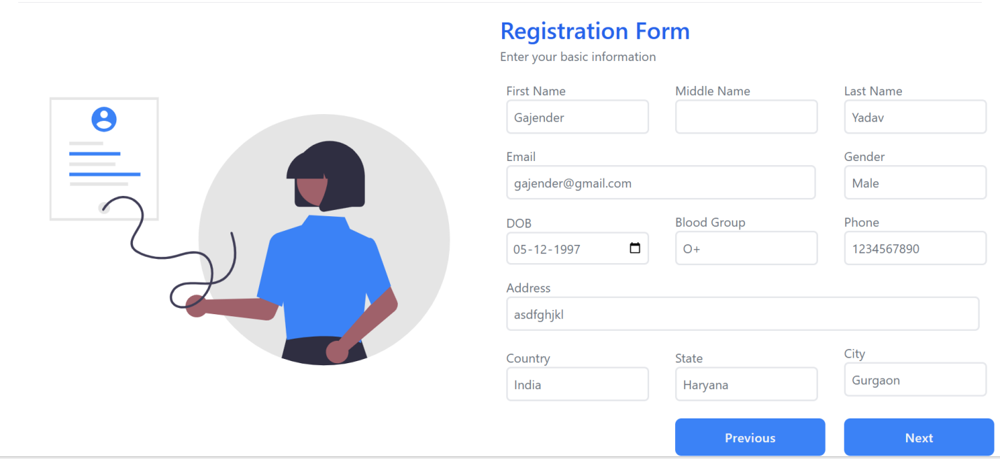 Registration Form
Enter your basic information
First Name Middle Name Last Name
Gajender Yadav
Email Gender
gajender@gmail.com Male
DOB Blood Group Phone
05-12-1997 O+ 1234567890
Address
asdfghjkl
Country State City
India Haryana Gurgaon
Previous Next